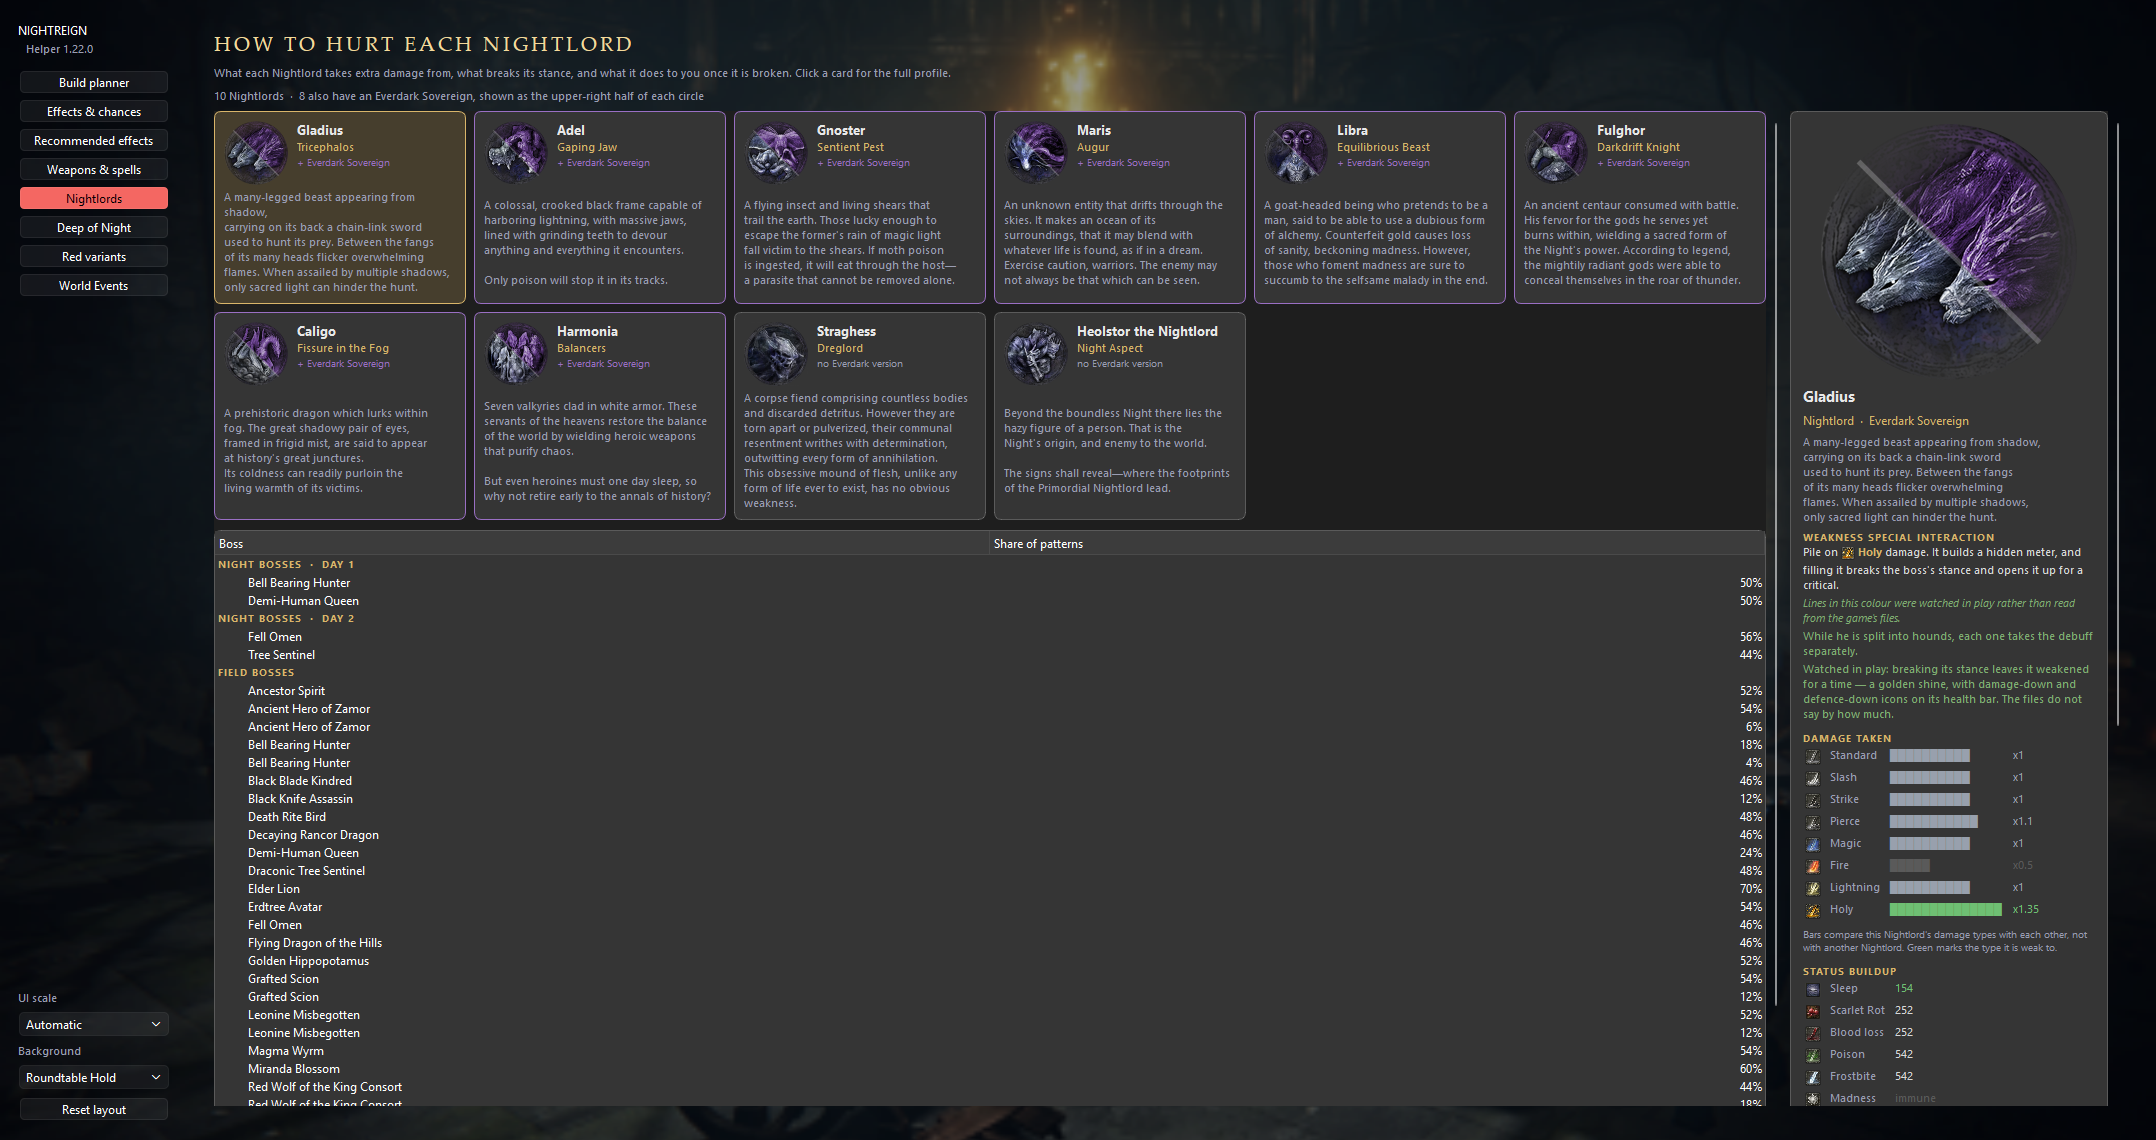 NIGHTREIGN
Helper 1.22.0
Build planner
Effects & chances
Recommended effects
Weapons & spells
Nightlords
Deep of Night
Red variants
World Events
UI scale
Automatic
Background
Roundtable Hold
Reset layout
HOW TO HURT EACH NIGHTLORD
What each Nightlord takes extra damage from, what breaks its stance, and what it does to you once it is broken. Click a card for the full profile.
10 Nightlords · 8 also have an Everdark Sovereign, shown as the upper-right half of each circle
Gladius
Tricephalos
+ Everdark Sovereign
A many-legged beast appearing from
shadow,
carrying on its back a chain-link sword
used to hunt its prey. Between the fangs
of its many heads flicker overwhelming
flames. When assailed by multiple shadows,
only sacred light can hinder the hunt.
Adel
Gaping Jaw
+ Everdark Sovereign
A colossal, crooked black frame capable of
harboring lightning, with massive jaws,
lined with grinding teeth to devour
anything and everything it encounters.
Only poison will stop it in its tracks.
Gnoster
Sentient Pest
+ Everdark Sovereign
A flying insect and living shears that
trail the earth. Those lucky enough to
escape the former's rain of magic light
fall victim to the shears. If moth poison
is ingested, it will eat through the host—
a parasite that cannot be removed alone.
Maris
Augur
+ Everdark Sovereign
An unknown entity that drifts through the
skies. It makes an ocean of its
surroundings, that it may blend with
whatever life is found, as if in a dream.
Exercise caution, warriors. The enemy may
not always be that which can be seen.
Libra
Equilibrious Beast
+ Everdark Sovereign
A goat-headed being who pretends to be a
man, said to be able to use a dubious form
of alchemy. Counterfeit gold causes loss
of sanity, beckoning madness. However,
those who foment madness are sure to
succumb to the selfsame malady in the end.
Fulghor
Darkdrift Knight
+ Everdark Sovereign
An ancient centaur consumed with battle.
His fervor for the gods he serves yet
burns within, wielding a sacred form of
the Night's power. According to legend,
the mightily radiant gods were able to
conceal themselves in the roar of thunder.
Caligo
Fissure in the Fog
+ Everdark Sovereign
A prehistoric dragon which lurks within
fog. The great shadowy pair of eyes,
framed in frigid mist, are said to appear
at history's great junctures.
Its coldness can readily purloin the
living warmth of its victims.
Harmonia
Balancers
+ Everdark Sovereign
Seven valkyries clad in white armor. These
servants of the heavens restore the balance
of the world by wielding heroic weapons
that purify chaos.
But even heroines must one day sleep, so
why not retire early to the annals of history?
Straghess
Dreglord
no Everdark version
A corpse fiend comprising countless bodies
and discarded detritus. However they are
torn apart or pulverized, their communal
resentment writhes with determination,
outwitting every form of annihilation.
This obsessive mound of flesh, unlike any
form of life ever to exist, has no obvious
weakness.
Heolstor the Nightlord
Night Aspect
no Everdark version
Beyond the boundless Night there lies the
hazy figure of a person. That is the
Night's origin, and enemy to the world.
The signs shall reveal—where the footprints
of the Primordial Nightlord lead.
Boss Share of patterns
NIGHT BOSSES · DAY 1
Bell Bearing Hunter 50%
Demi-Human Queen 50%
NIGHT BOSSES · DAY 2
Fell Omen 56%
Tree Sentinel 44%
FIELD BOSSES
Ancestor Spirit 52%
Ancient Hero of Zamor 54%
Ancient Hero of Zamor 6%
Bell Bearing Hunter 18%
Bell Bearing Hunter 4%
Black Blade Kindred 46%
Black Knife Assassin 12%
Death Rite Bird 48%
Decaying Rancor Dragon 46%
Demi-Human Queen 24%
Draconic Tree Sentinel 48%
Elder Lion 70%
Erdtree Avatar 54%
Fell Omen 46%
Flying Dragon of the Hills 46%
Golden Hippopotamus 52%
Grafted Scion 54%
Grafted Scion 12%
Leonine Misbegotten 52%
Leonine Misbegotten 12%
Magma Wyrm 54%
Miranda Blossom 60%
Red Wolf of the King Consort 44%
Red Wolf of the King Consort 18%
Gladius
Nightlord · Everdark Sovereign
A many-legged beast appearing from shadow,
carrying on its back a chain-link sword
used to hunt its prey. Between the fangs
of its many heads flicker overwhelming
flames. When assailed by multiple shadows,
only sacred light can hinder the hunt.
WEAKNESS SPECIAL INTERACTION
Pile on Holy damage. It builds a hidden meter, and
filling it breaks the boss's stance and opens it up for a
critical.
Lines in this colour were watched in play rather than read
from the game's files.
While he is split into hounds, each one takes the debuff
separately.
Watched in play: breaking its stance leaves it weakened
for a time — a golden shine, with damage-down and
defence-down icons on its health bar. The files do not
say by how much.
DAMAGE TAKEN
Standard x1
Slash x1
Strike x1
Pierce x1.1
Magic x1
Fire x0.5
Lightning x1
Holy x1.35
Bars compare this Nightlord's damage types with each other, not
with another Nightlord. Green marks the type it is weak to.
STATUS BUILDUP
Sleep 154
Scarlet Rot 252
Blood loss 252
Poison 542
Frostbite 542
Madness immune